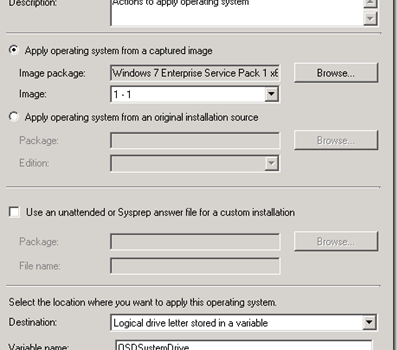 Description:
Actions to apply operating system
Apply operating system from a captured image
Image package:
Windows 7 Enterprise Service Pack 1 x6
Browse...
Image:
1 - 1
Apply operating system from an original installation source
Package:
Browse...
Edition:
Use an unattended or Sysprep answer file for a custom installation
Package:
Browse...
File name:
Select the location where you want to apply this operating system.
Destination:
Logical drive letter stored in a variable
Variable name:
OSDSystemDrive